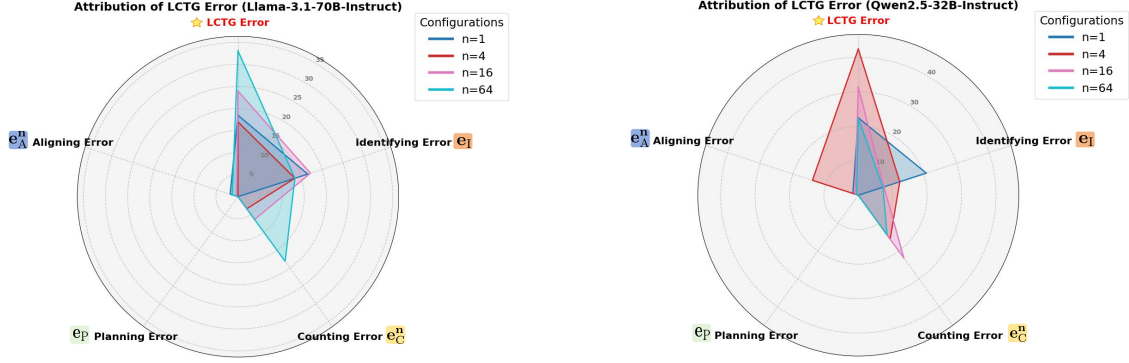 Attribution of LCTG Error (Llama-3.1-70B-Instruct)
LCTG Error
Configurations
n=1
n=4
n=16
n=64
35
30
25
20
15
10
5
e_A^n Aligning Error
Identifying Error e_I
e_P Planning Error
Counting Error e_C^n
Attribution of LCTG Error (Qwen2.5-32B-Instruct)
LCTG Error
Configurations
n=1
n=4
n=16
n=64
40
30
20
10
e_A^n Aligning Error
Identifying Error e_I
e_P Planning Error
Counting Error e_C^n